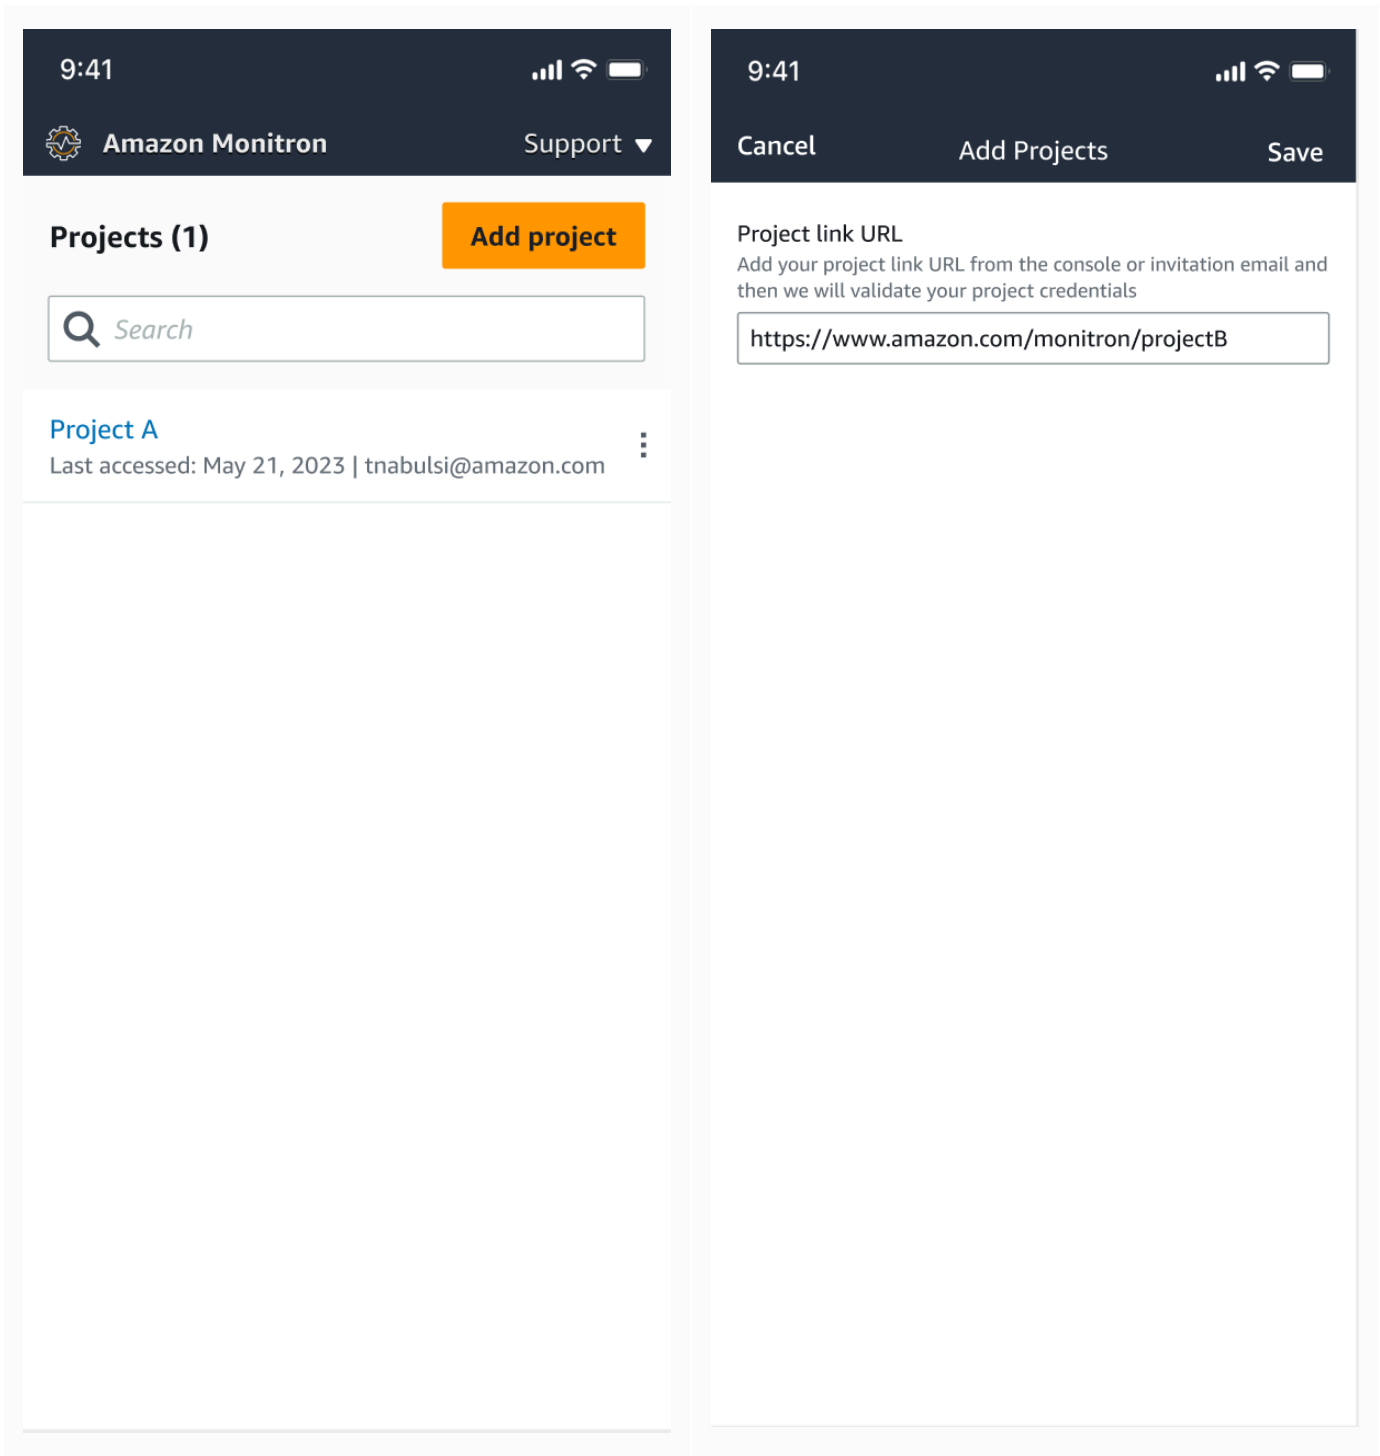 9:41
Amazon Monitron
Support
Projects (1)
Add project
Search
Project A
Last accessed: May 21, 2023 | tnabulsi@amazon.com
9:41
Cancel
Add Projects
Save
Project link URL
Add your project link URL from the console or invitation email and
then we will validate your project credentials
https://www.amazon.com/monitron/projectB